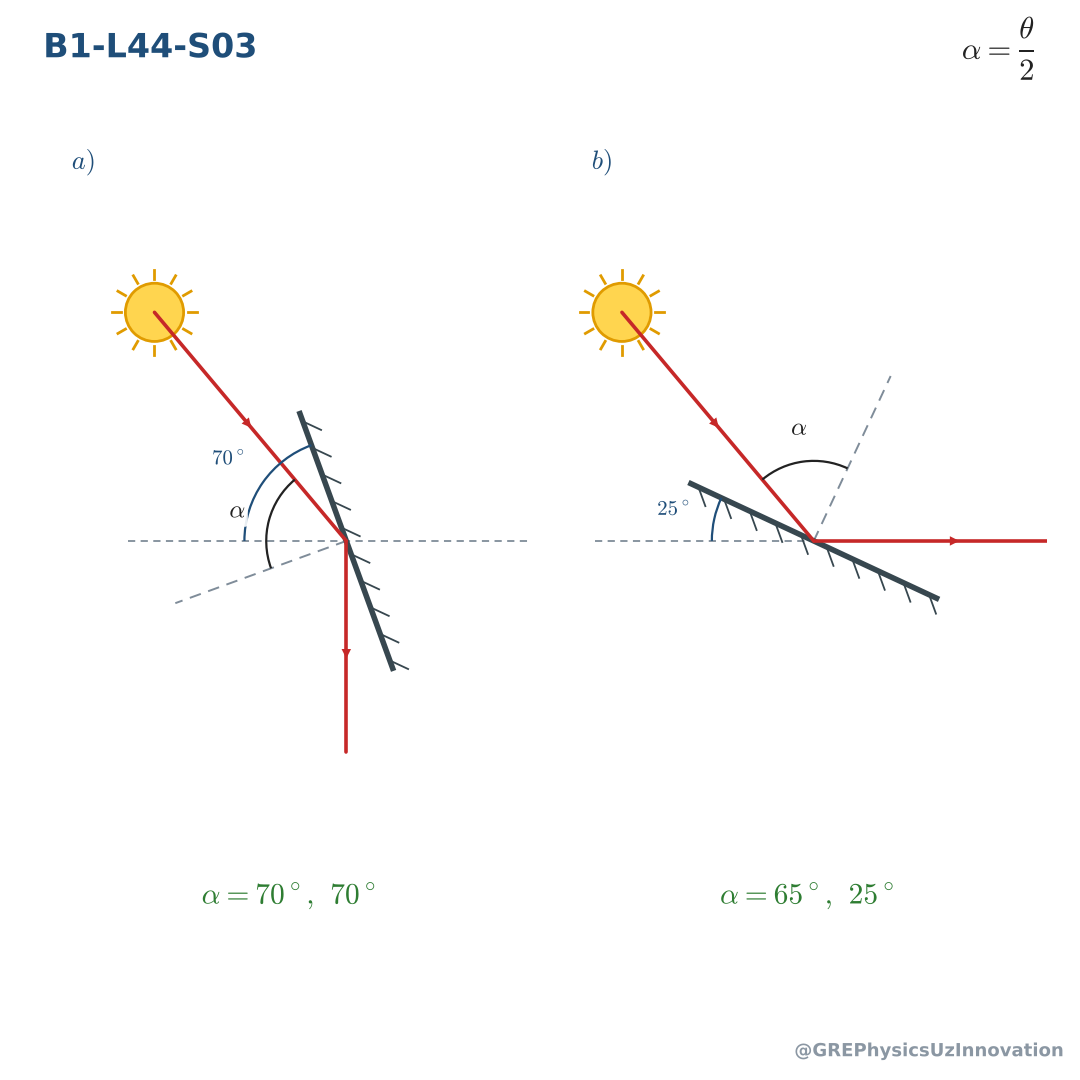 B1-L44-S03
α = θ/2
a)
b)
70°
α
α
25°
α = 70°, 70°
α = 65°, 25°
@GREPhysicsUzInnovation